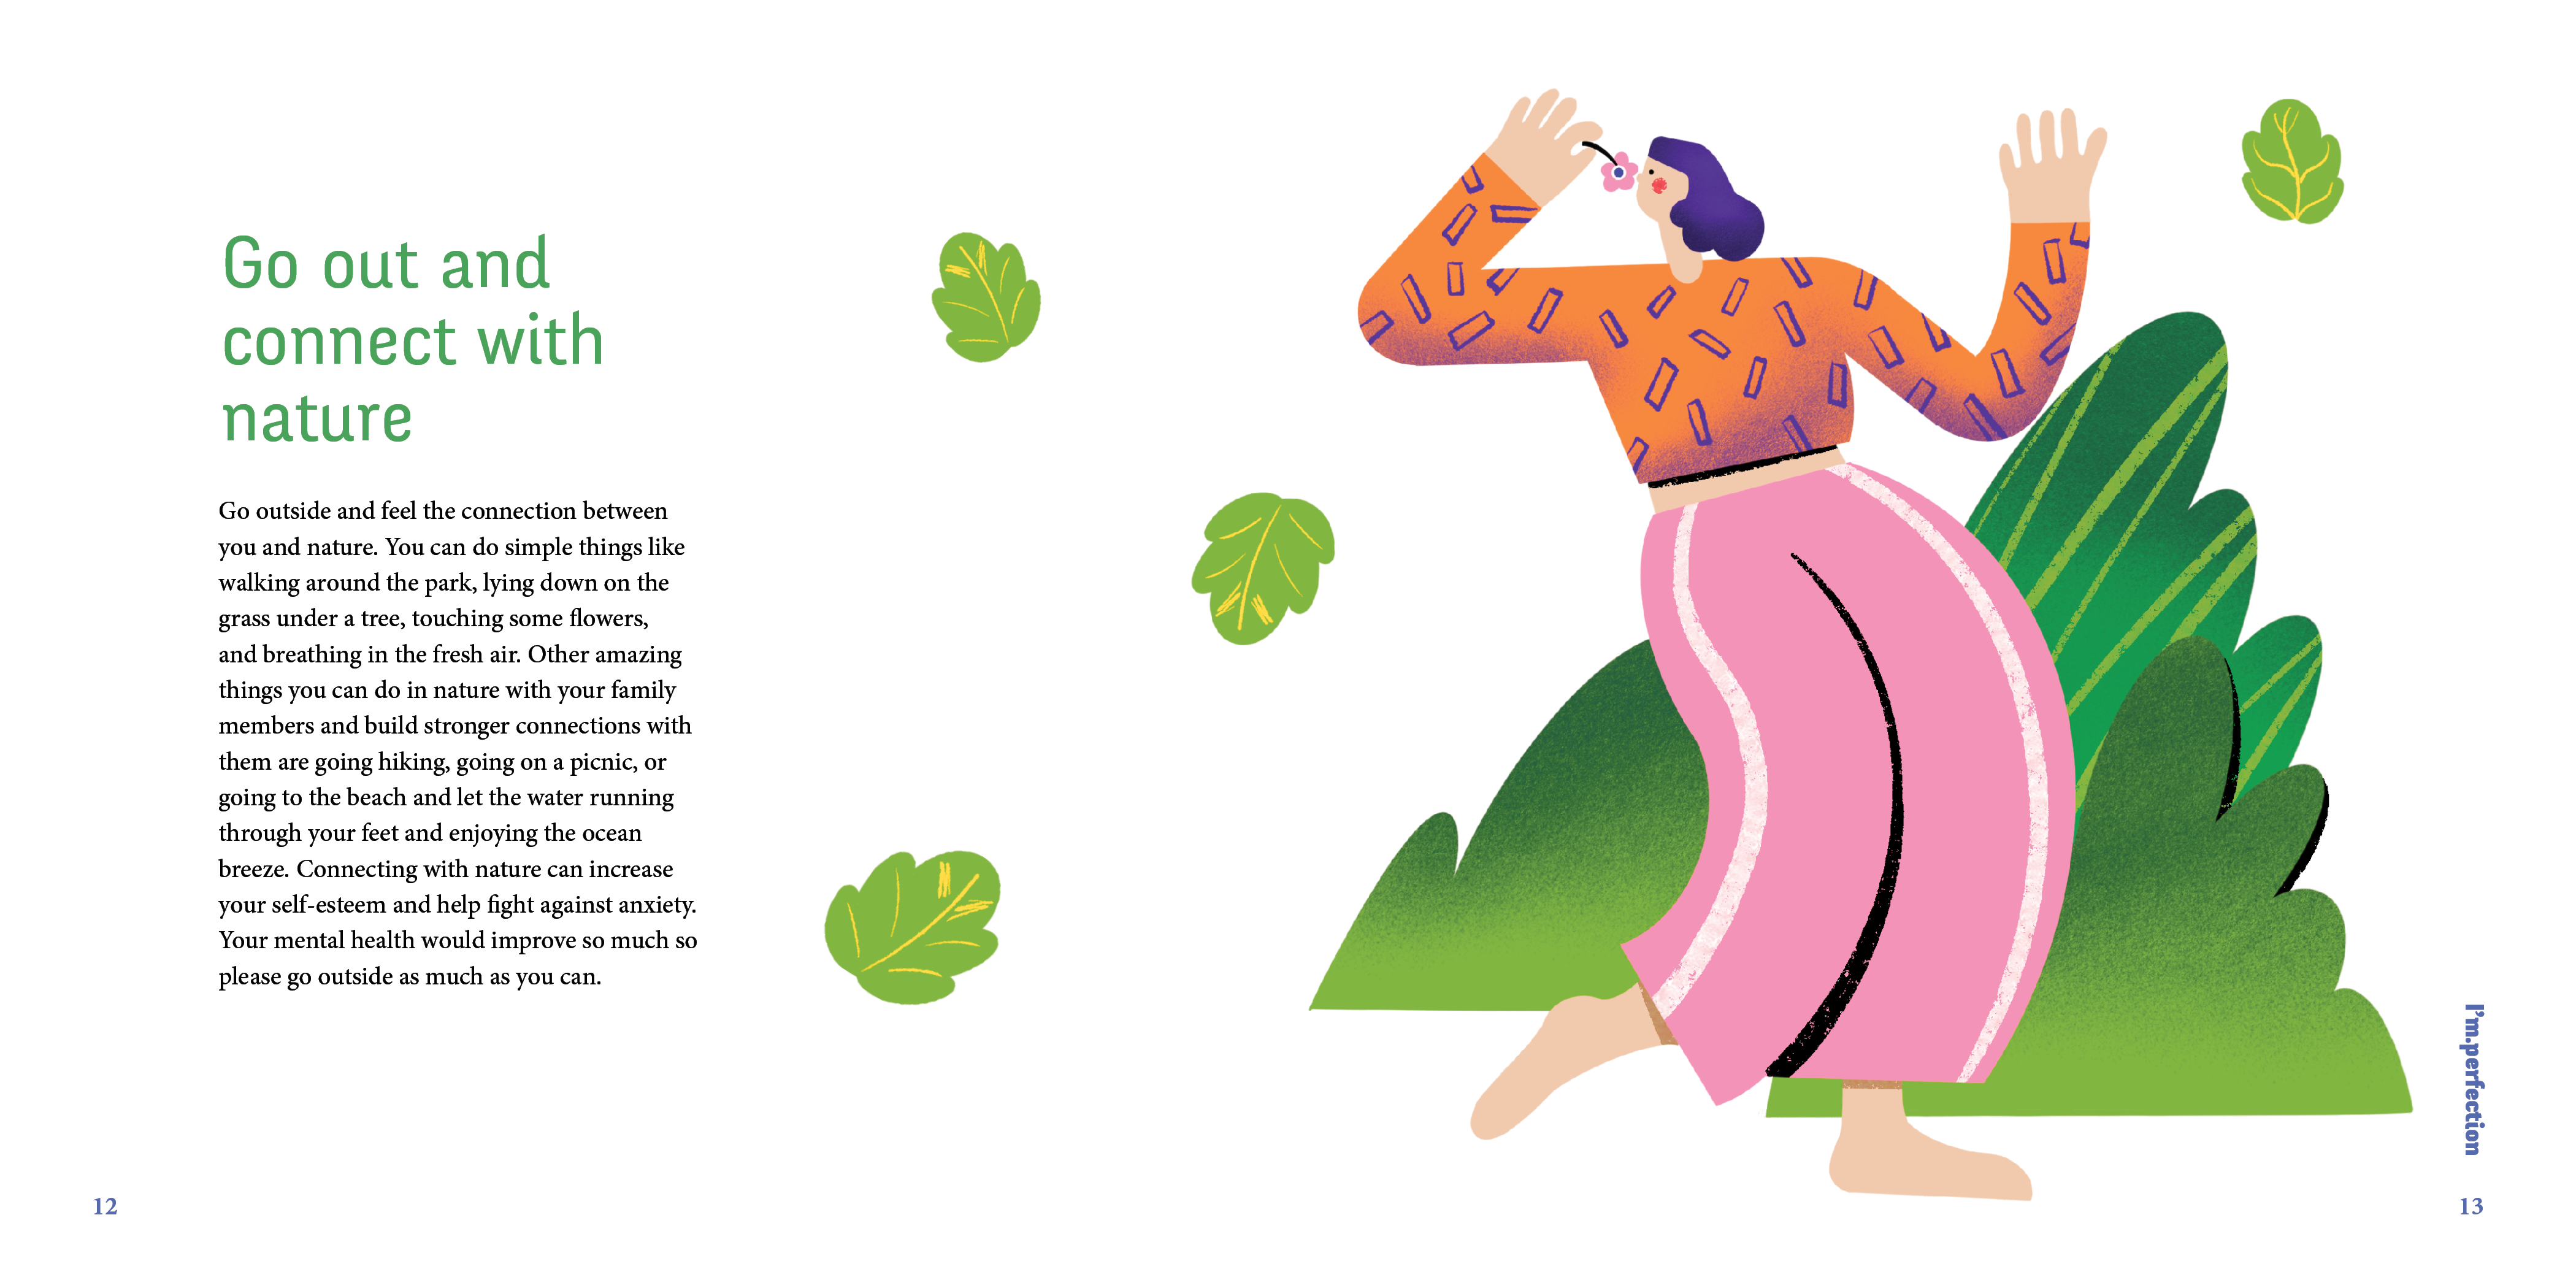 Go out and
connect with
nature
Go outside and feel the connection between
you and nature. You can do simple things like
walking around the park, lying down on the
grass under a tree, touching some flowers,
and breathing in the fresh air. Other amazing
things you can do in nature with your family
members and build stronger connections with
them are going hiking, going on a picnic, or
going to the beach and let the water running
through your feet and enjoying the ocean
breeze. Connecting with nature can increase
your self-esteem and help fight against anxiety.
Your mental health would improve so much so
please go outside as much as you can.
12
I'm.perfection
13